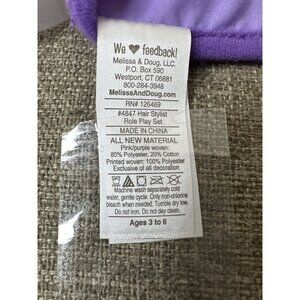 We ♥ feedback!
Melissa & Doug, LLC.
P.O. Box 590
Westport, CT 06881
800-284-3948
MelissaAndDoug.com
RN# 126469
#4847 Hair Stylist
Role Play Set
MADE IN CHINA
ALL NEW MATERIAL
Pink/purple woven:
80% Polyester, 20% Cotton
Printed woven: 100% Polyester
Exclusive of all decoration
Machine wash separately cold
water, gentle cycle. Only non-chlorine
bleach when needed. Tumble dry low.
Do not iron. Do not dry clean.
Ages 3 to 6